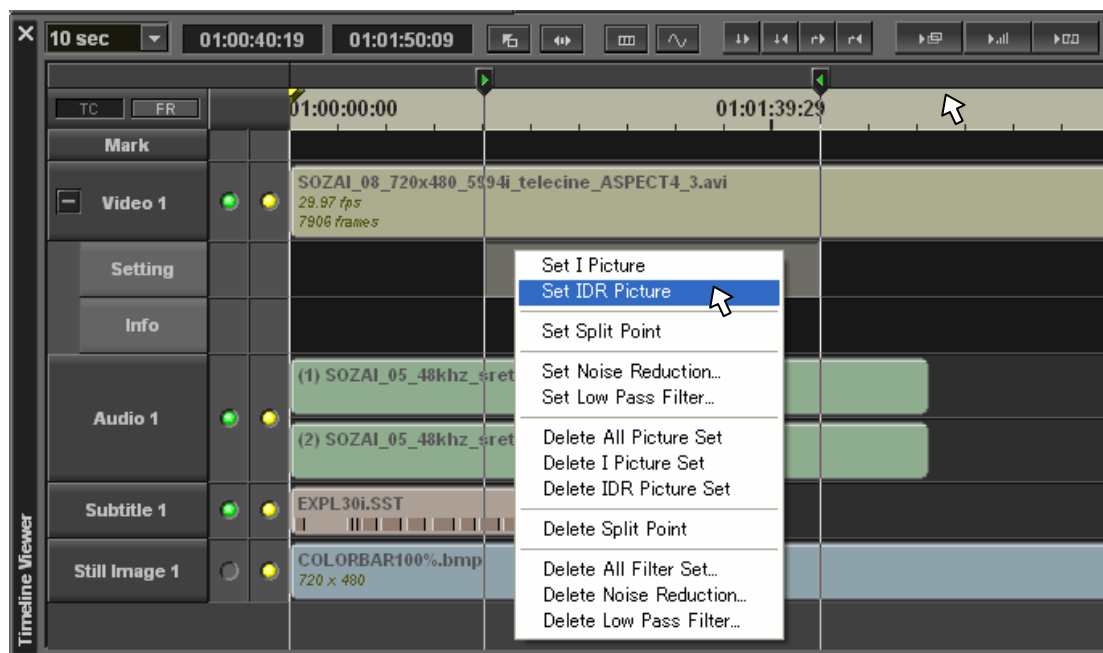 10 sec 01:00:40:19 01:01:50:09
TC FR 01:00:00:00 01:01:39:29
Mark
Video 1
SOZAI_08_720x480_5994i_telecine_ASPECT4_3.avi
29.97 fps
7906 frames
Setting
Info
Audio 1
(1) SOZAI_05_48khz_sret
(2) SOZAI_05_48khz_sret
Subtitle 1
EXPL30i.SST
Still Image 1
COLORBAR100%.bmp
720 x 480
Set I Picture
Set IDR Picture
Set Split Point
Set Noise Reduction...
Set Low Pass Filter...
Delete All Picture Set
Delete I Picture Set
Delete IDR Picture Set
Delete Split Point
Delete All Filter Set...
Delete Noise Reduction...
Delete Low Pass Filter...
Timeline Viewer